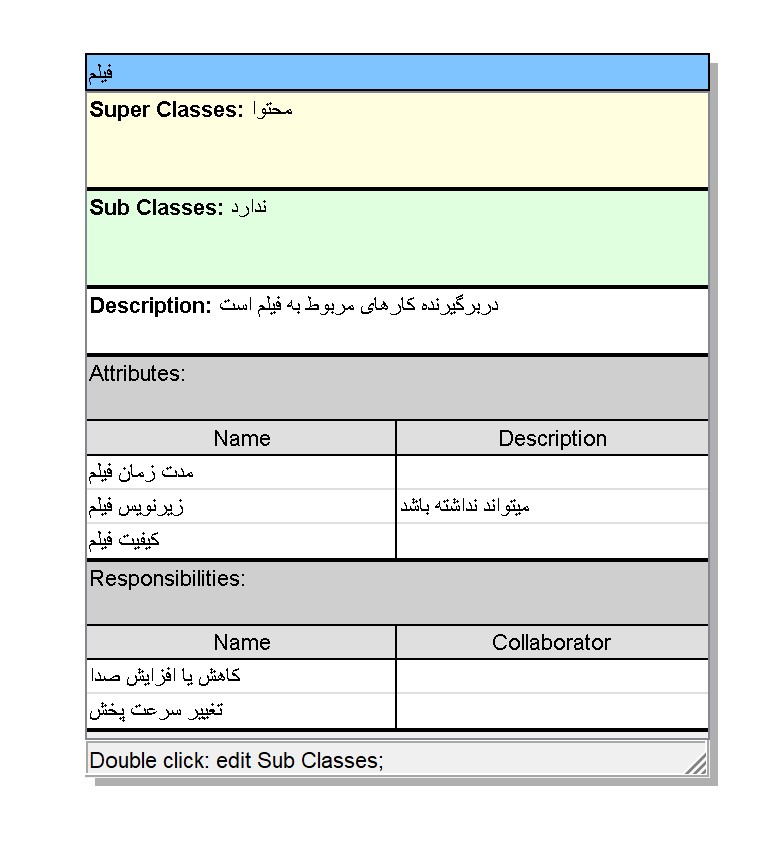 فیلم
Super Classes: محتوا
Sub Classes: ندارد
Description: دربرگیرنده کارهای مربوط به فیلم است
Attributes:
Name Description
مدت زمان فیلم
زیرنویس فیلم میتواند نداشته باشد
کیفیت فیلم
Responsibilities:
Name Collaborator
کاهش یا افزایش صدا
تغییر سرعت پخش
Double click: edit Sub Classes;